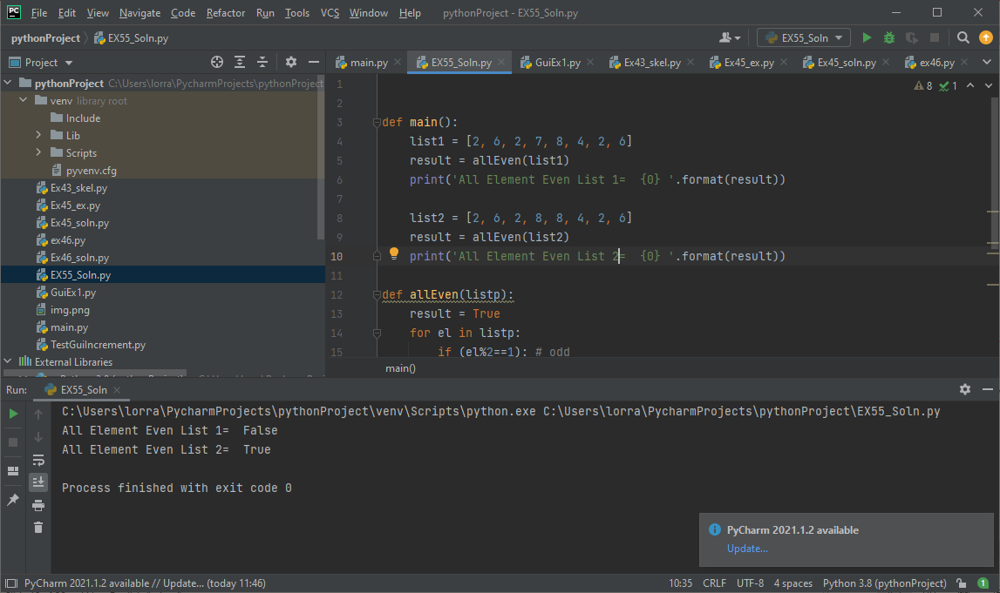 PC File Edit View Navigate Code Refactor Run Tools VCS Window Help pythonProject - EX55_Soln.py
pythonProject EX55_Soln.py EX55_Soln
Project main.py EX55_Soln.py GuiEx1.py Ex43_skel.py Ex45_ex.py Ex45_soln.py ex46.py
pythonProject C:\Users\lorra\PycharmProjects\pythonProject
venv library root
Include
Lib
Scripts
pyvenv.cfg
Ex43_skel.py
Ex45_ex.py
Ex45_soln.py
ex46.py
Ex46_soln.py
EX55_Soln.py
GuiEx1.py
img.png
main.py
TestGuiIncrement.py
External Libraries
8 1
1
2
3 def main():
4 list1 = [2, 6, 2, 7, 8, 4, 2, 6]
5 result = allEven(list1)
6 print('All Element Even List 1=  {0} '.format(result))
7
8 list2 = [2, 6, 2, 8, 8, 4, 2, 6]
9 result = allEven(list2)
10 print('All Element Even List 2=  {0} '.format(result))
11
12 def allEven(listp):
13 result = True
14 for el in listp:
15 if (el%2==1): # odd
main()
Run: EX55_Soln
C:\Users\lorra\PycharmProjects\pythonProject\venv\Scripts\python.exe C:\Users\lorra\PycharmProjects\pythonProject\EX55_Soln.py
All Element Even List 1=  False
All Element Even List 2=  True
Process finished with exit code 0
PyCharm 2021.1.2 available
Update...
PyCharm 2021.1.2 available // Update... (today 11:46) 10:35 CRLF UTF-8 4 spaces Python 3.8 (pythonProject) 1